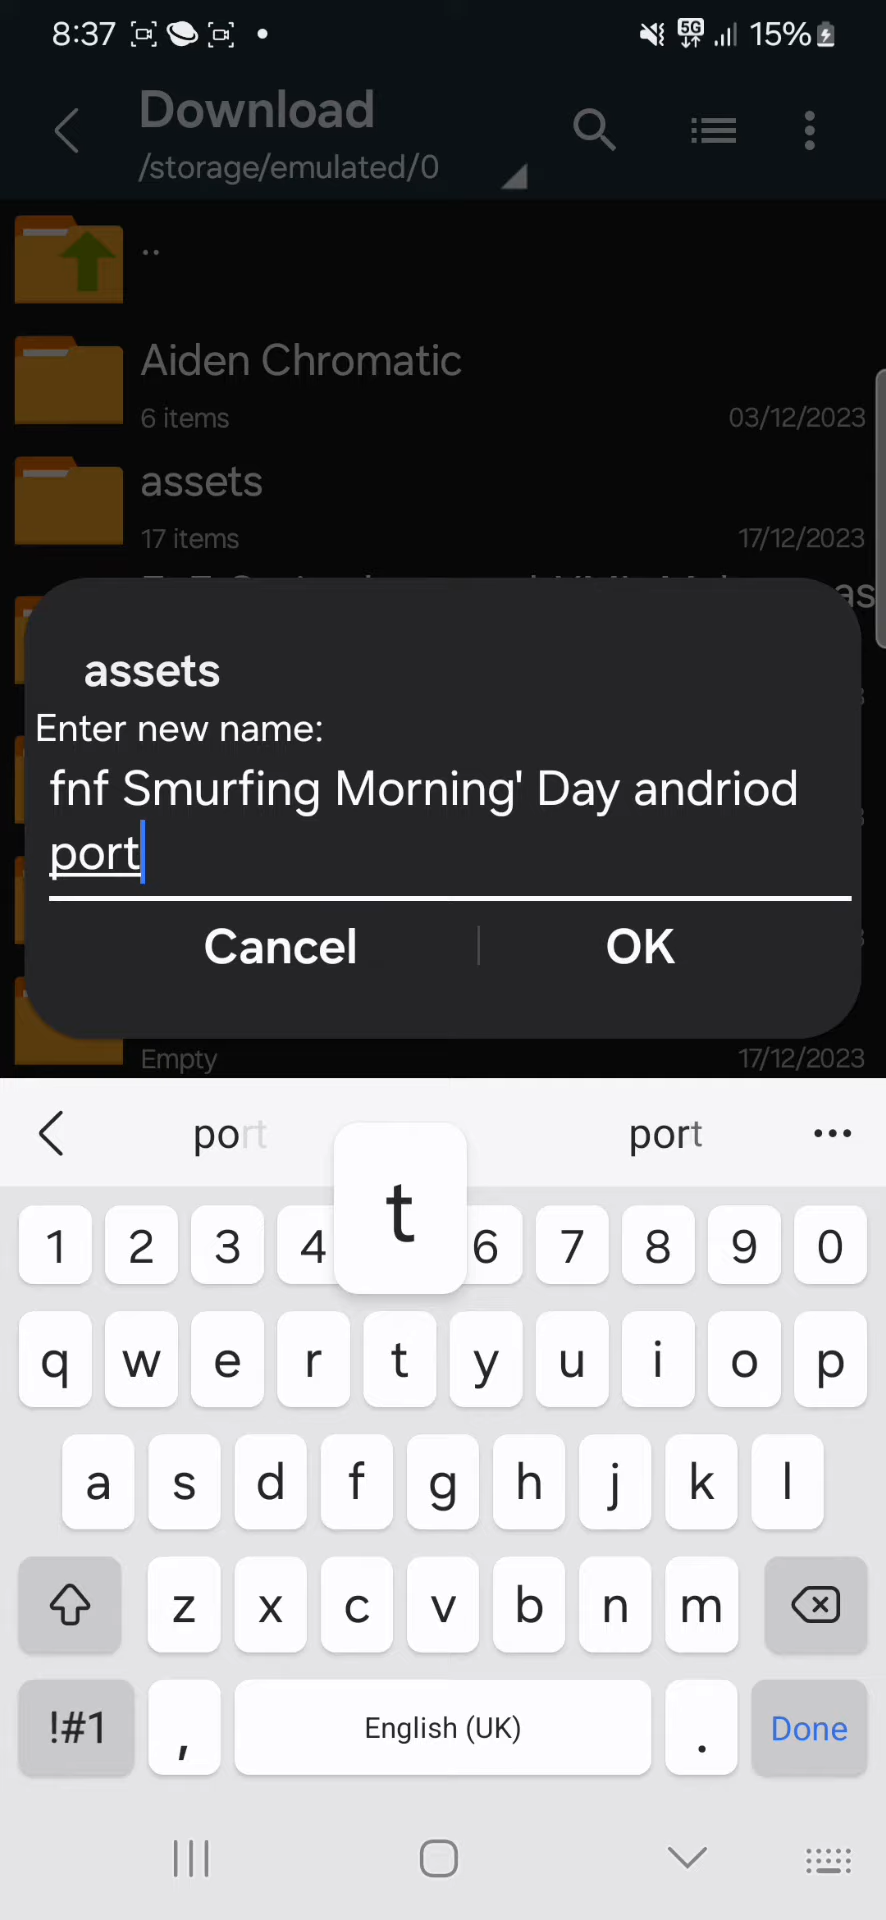 8:37 5G 15%
Download
/storage/emulated/0
..
Aiden Chromatic
6 items 03/12/2023
assets
17 items 17/12/2023
as
assets
Enter new name:
fnf Smurfing Morning' Day andriod
port
Cancel OK
Empty 17/12/2023
port port
t
1 2 3 4 6 7 8 9 0
q w e r t y u i o p
a s d f g h j k l
z x c v b n m
!#1 , English (UK) . Done